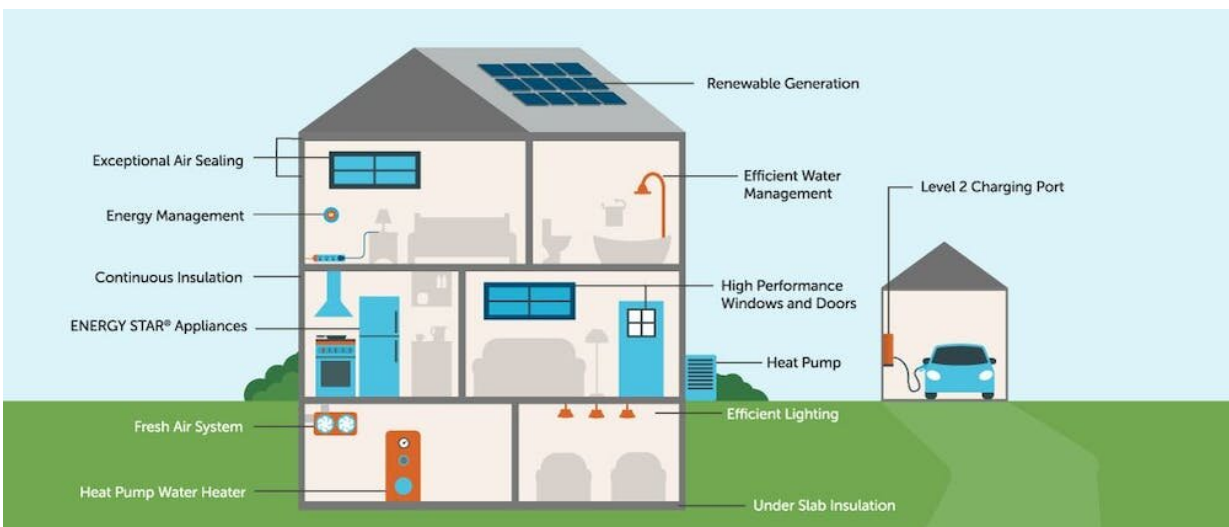 Renewable Generation
Exceptional Air Sealing
Efficient Water
Management
Level 2 Charging Port
Energy Management
Continuous Insulation
High Performance
Windows and Doors
ENERGY STAR® Appliances
Heat Pump
Efficient Lighting
Fresh Air System
Heat Pump Water Heater
Under Slab Insulation